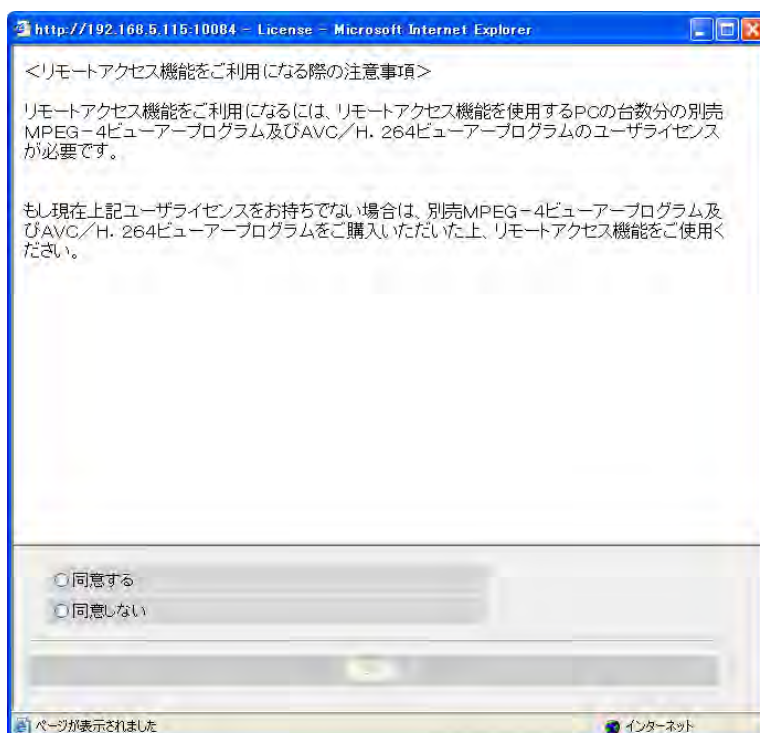 http://192.168.5.115:10084 - License - Microsoft Internet Explorer
＜リモートアクセス機能をご利用になる際の注意事項＞
リモートアクセス機能をご利用になるには、リモートアクセス機能を使用するPCの台数分の別売
MPEG－4ビューアープログラム及びAVC／H．264ビューアープログラムのユーザライセンス
が必要です。
もし現在上記ユーザライセンスをお持ちでない場合は、別売MPEG－4ビューアープログラム及
びAVC／H．264ビューアープログラムをご購入いただいた上、リモートアクセス機能をご使用く
ださい。
同意する
同意しない
ページが表示されました
インターネット